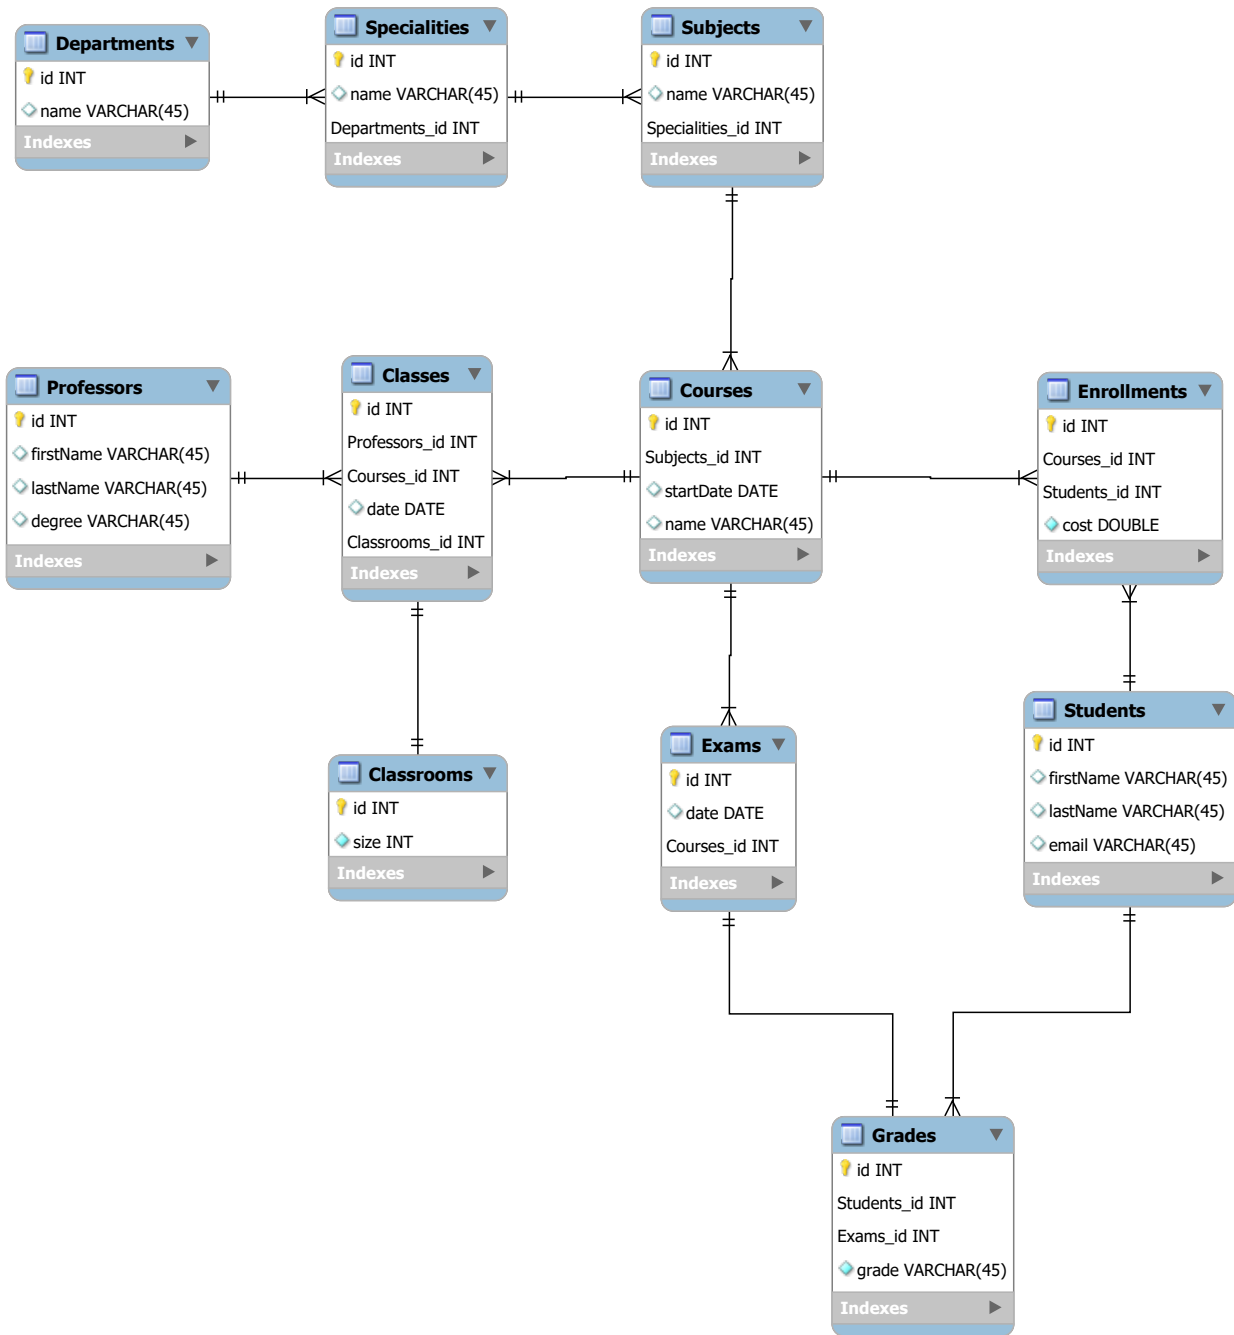 Departments
id INT
name VARCHAR(45)
Indexes
Specialities
id INT
name VARCHAR(45)
Departments_id INT
Indexes
Subjects
id INT
name VARCHAR(45)
Specialities_id INT
Indexes
Professors
id INT
firstName VARCHAR(45)
lastName VARCHAR(45)
degree VARCHAR(45)
Indexes
Classes
id INT
Professors_id INT
Courses_id INT
date DATE
Classrooms_id INT
Indexes
Courses
id INT
Subjects_id INT
startDate DATE
name VARCHAR(45)
Indexes
Enrollments
id INT
Courses_id INT
Students_id INT
cost DOUBLE
Indexes
Classrooms
id INT
size INT
Indexes
Exams
id INT
date DATE
Courses_id INT
Indexes
Students
id INT
firstName VARCHAR(45)
lastName VARCHAR(45)
email VARCHAR(45)
Indexes
Grades
id INT
Students_id INT
Exams_id INT
grade VARCHAR(45)
Indexes